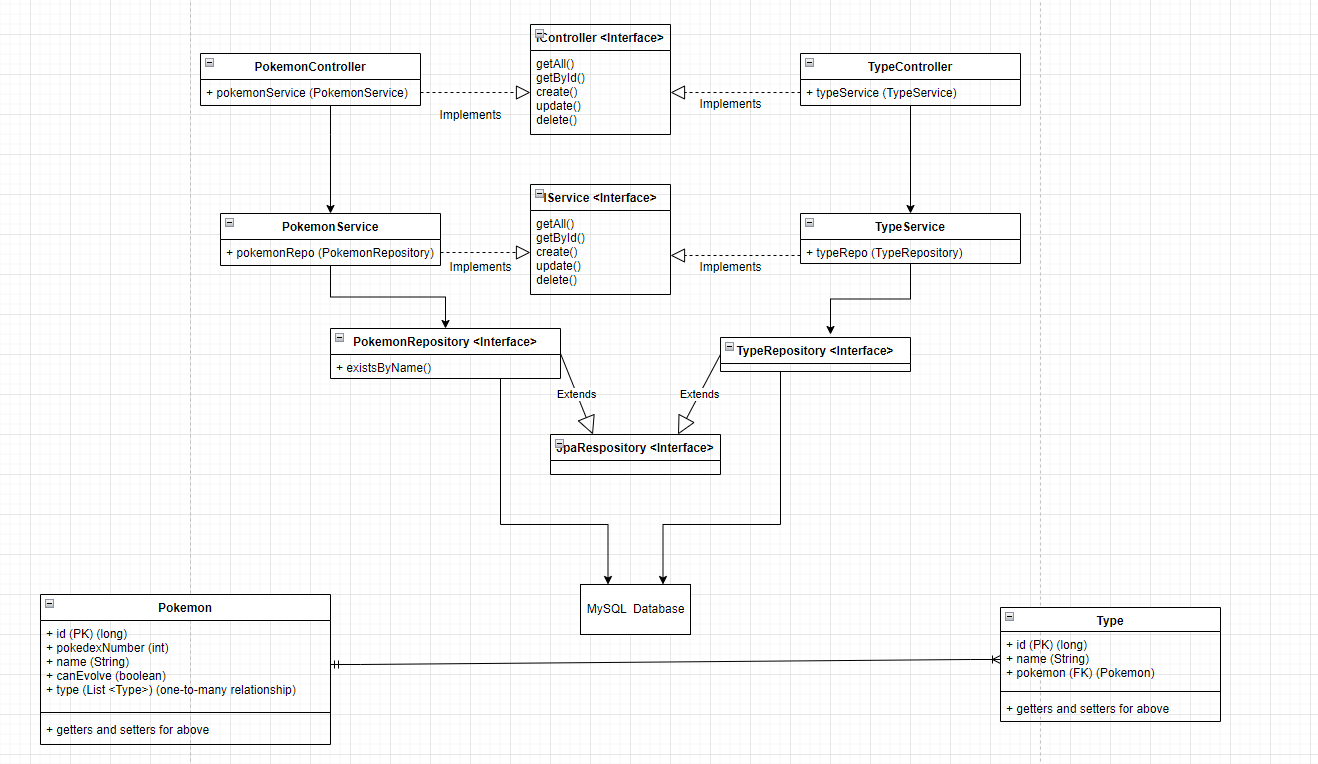 IController <Interface>
getAll()
getById()
create()
update()
delete()
PokemonController
+ pokemonService (PokemonService)
Implements
TypeController
+ typeService (TypeService)
Implements
IService <Interface>
getAll()
getById()
create()
update()
delete()
PokemonService
+ pokemonRepo (PokemonRepository)
Implements
TypeService
+ typeRepo (TypeRepository)
Implements
PokemonRepository <Interface>
+ existsByName()
TypeRepository <Interface>
Extends
Extends
JpaRespository <Interface>
MySQL Database
Pokemon
+ id (PK) (long)
+ pokedexNumber (int)
+ name (String)
+ canEvolve (boolean)
+ type (List <Type>) (one-to-many relationship)
+ getters and setters for above
Type
+ id (PK) (long)
+ name (String)
+ pokemon (FK) (Pokemon)
+ getters and setters for above